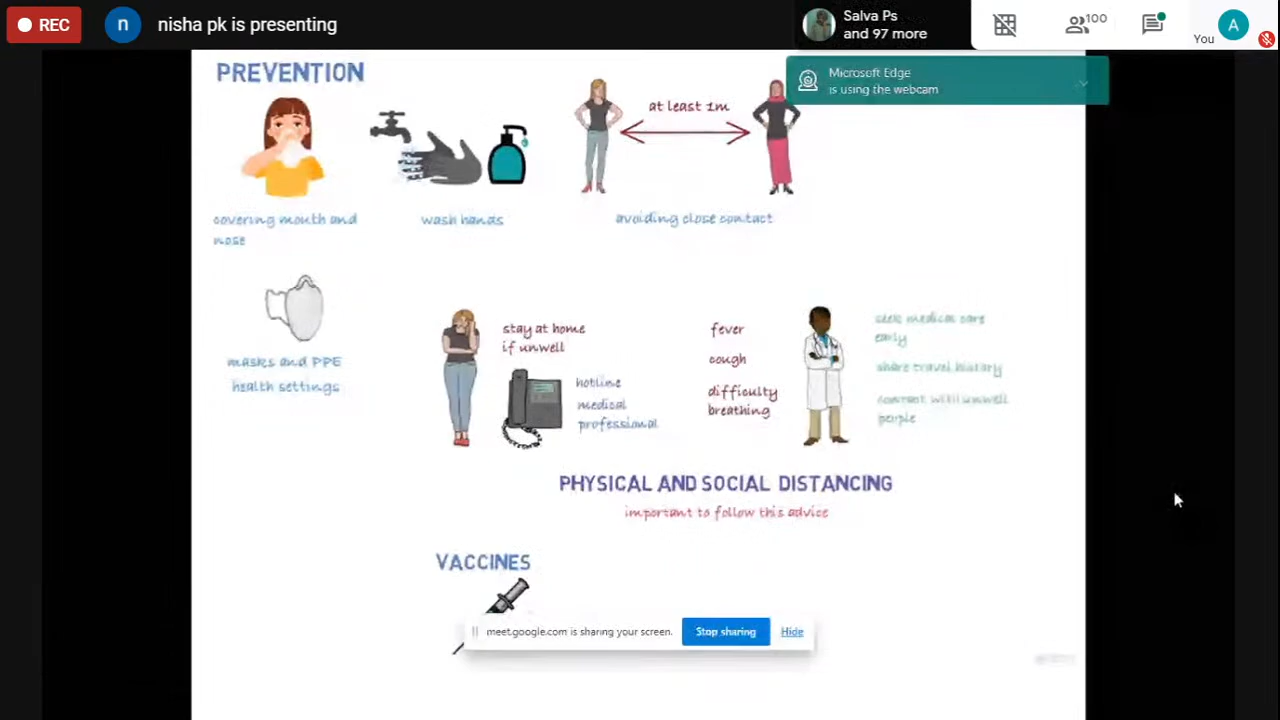 REC
n
nisha pk is presenting
Salva Ps
and 97 more
100
You
A
Microsoft Edge
is using the webcam
PREVENTION
at least 1m
covering mouth and
nose
wash hands
avoiding close contact
masks and PPE
health settings
stay at home
if unwell
hotline
medical
professional
fever
cough
difficulty
breathing
seek medical care
early
share travel history
contact with unwell
people
PHYSICAL AND SOCIAL DISTANCING
important to follow this advice
VACCINES
meet.google.com is sharing your screen.
Stop sharing
Hide